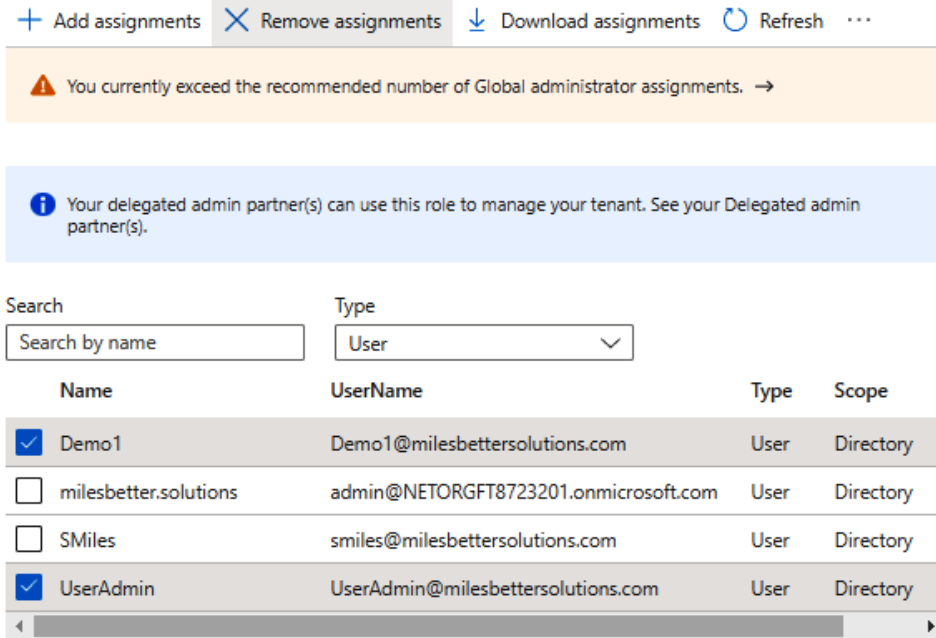 Add assignments Remove assignments Download assignments Refresh ...
You currently exceed the recommended number of Global administrator assignments. →
Your delegated admin partner(s) can use this role to manage your tenant. See your Delegated admin
partner(s).
Search Type
Search by name User
Name UserName Type Scope
Demo1 Demo1@milesbettersolutions.com User Directory
milesbetter.solutions admin@NETORGFT8723201.onmicrosoft.com User Directory
SMiles smiles@milesbettersolutions.com User Directory
UserAdmin UserAdmin@milesbettersolutions.com User Directory